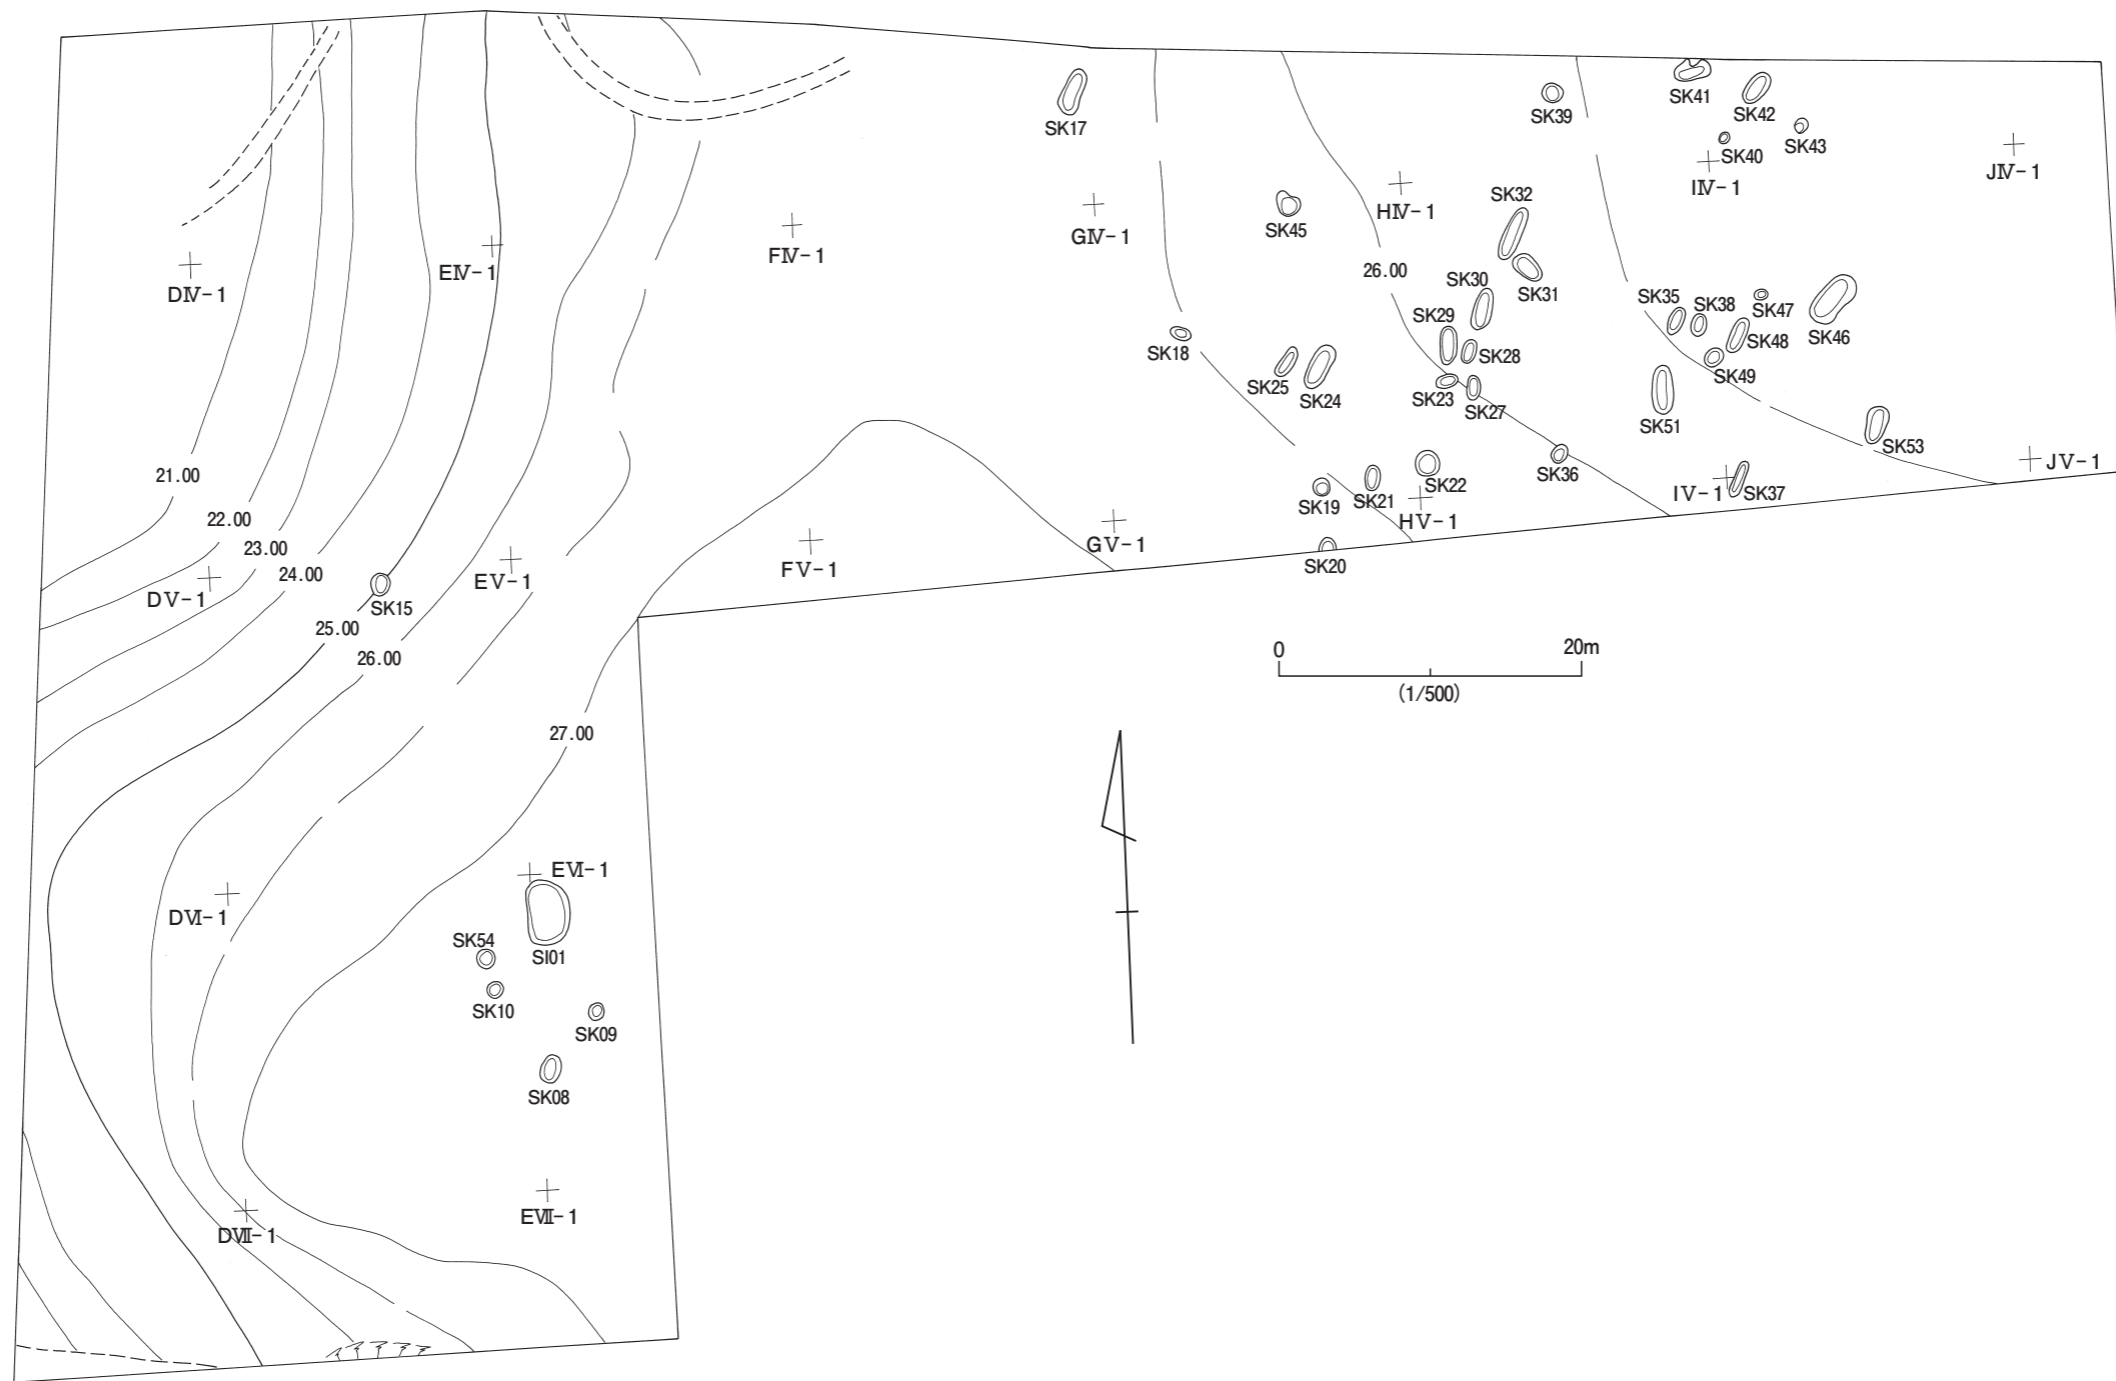 SK41
SK42
SK39
SK17
SK43
SK40
JⅣ-1
IⅣ-1
SK32
HⅣ-1
SK45
GⅣ-1
FⅣ-1
EⅣ-1
DⅣ-1
26.00
SK30
SK31
SK35
SK38
SK47
SK29
SK46
SK48
SK18
SK28
SK49
SK25
SK24
SK23
SK27
SK51
SK53
JⅤ-1
21.00
SK36
SK22
SK19
SK21
IⅤ-1
SK37
22.00
HⅤ-1
23.00
GⅤ-1
24.00
EⅤ-1
FⅤ-1
SK20
DⅤ-1
SK15
25.00
26.00
0
20m
(1/500)
27.00
EⅥ-1
DⅥ-1
SK54
SI01
SK10
SK09
SK08
EⅦ-1
DⅦ-1